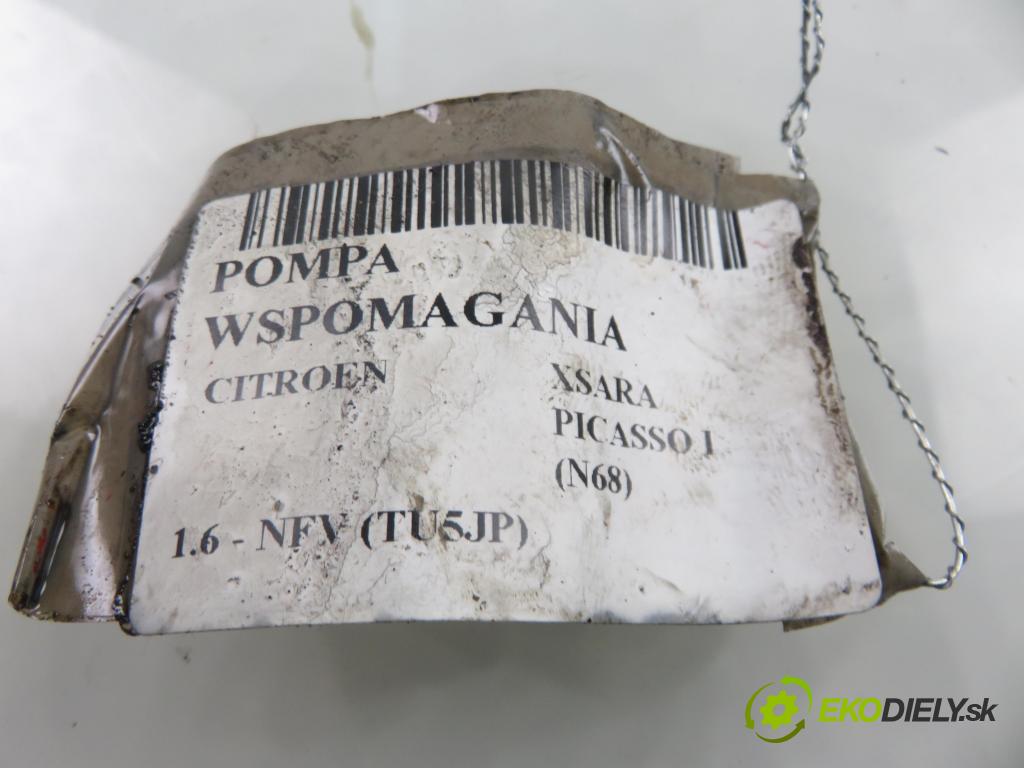 POMPA
WSPOMAGANIA
CITROEN
XSARA
PICASSO I
(N68)
1.6 - NFV (TU5JP)
EKODIELY.sk